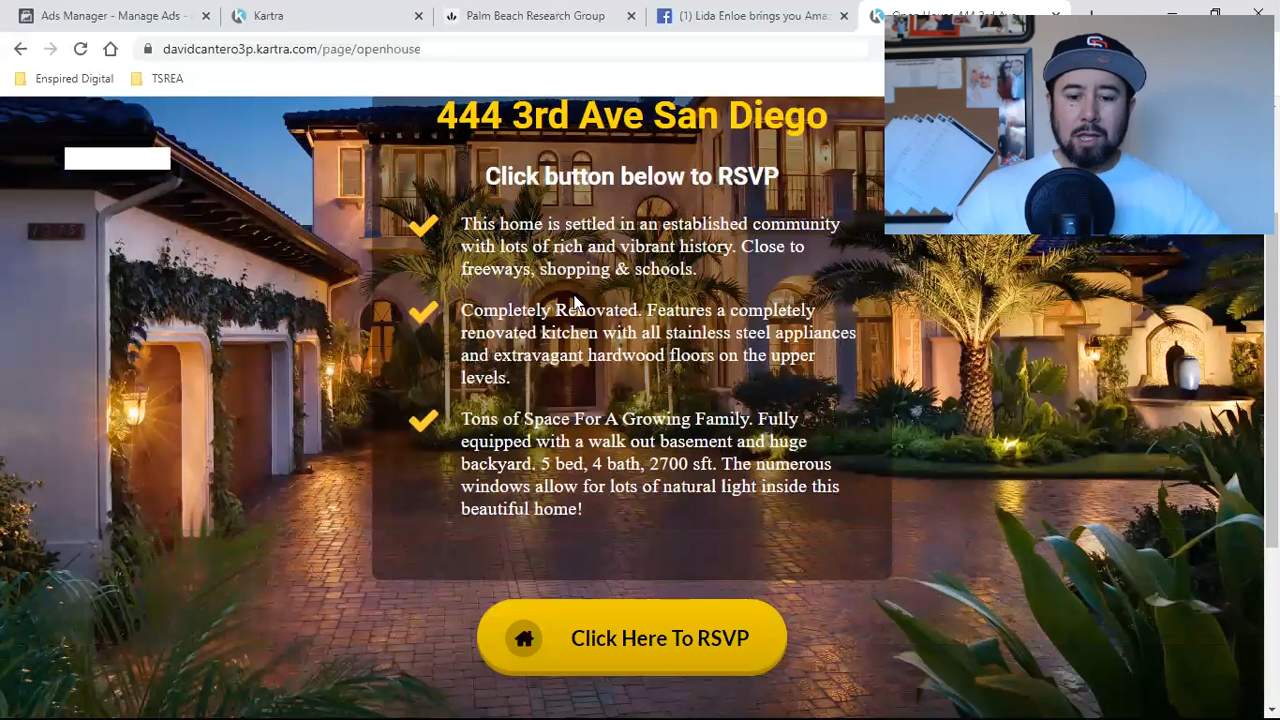 Ads Manager - Manage Ads -
Kartra
Palm Beach Research Group
(1) Lida Enloe brings you Ama
Open House 444 3rd Ave
davidcantero3p.kartra.com/page/openhouse
Enspired Digital
TSREA
444 3rd Ave San Diego
Click button below to RSVP
This home is settled in an established community
with lots of rich and vibrant history. Close to
freeways, shopping & schools.
Completely Renovated. Features a completely
renovated kitchen with all stainless steel appliances
and extravagant hardwood floors on the upper
levels.
Tons of Space For A Growing Family. Fully
equipped with a walk out basement and huge
backyard. 5 bed, 4 bath, 2700 sft. The numerous
windows allow for lots of natural light inside this
beautiful home!
Click Here To RSVP